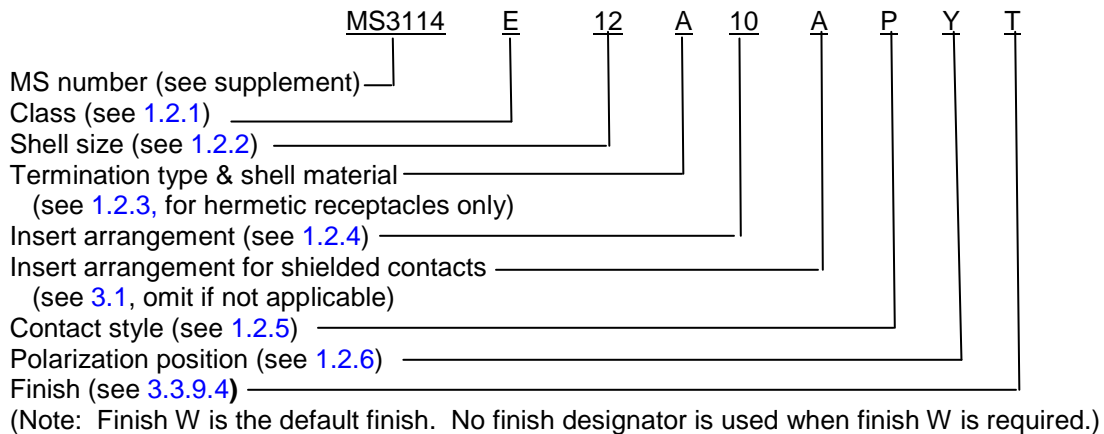 MS3114 E 12 A 10 A P Y T
MS number (see supplement)
Class (see 1.2.1)
Shell size (see 1.2.2)
Termination type & shell material
(see 1.2.3, for hermetic receptacles only)
Insert arrangement (see 1.2.4)
Insert arrangement for shielded contacts
(see 3.1, omit if not applicable)
Contact style (see 1.2.5)
Polarization position (see 1.2.6)
Finish (see 3.3.9.4)
(Note: Finish W is the default finish. No finish designator is used when finish W is required.)